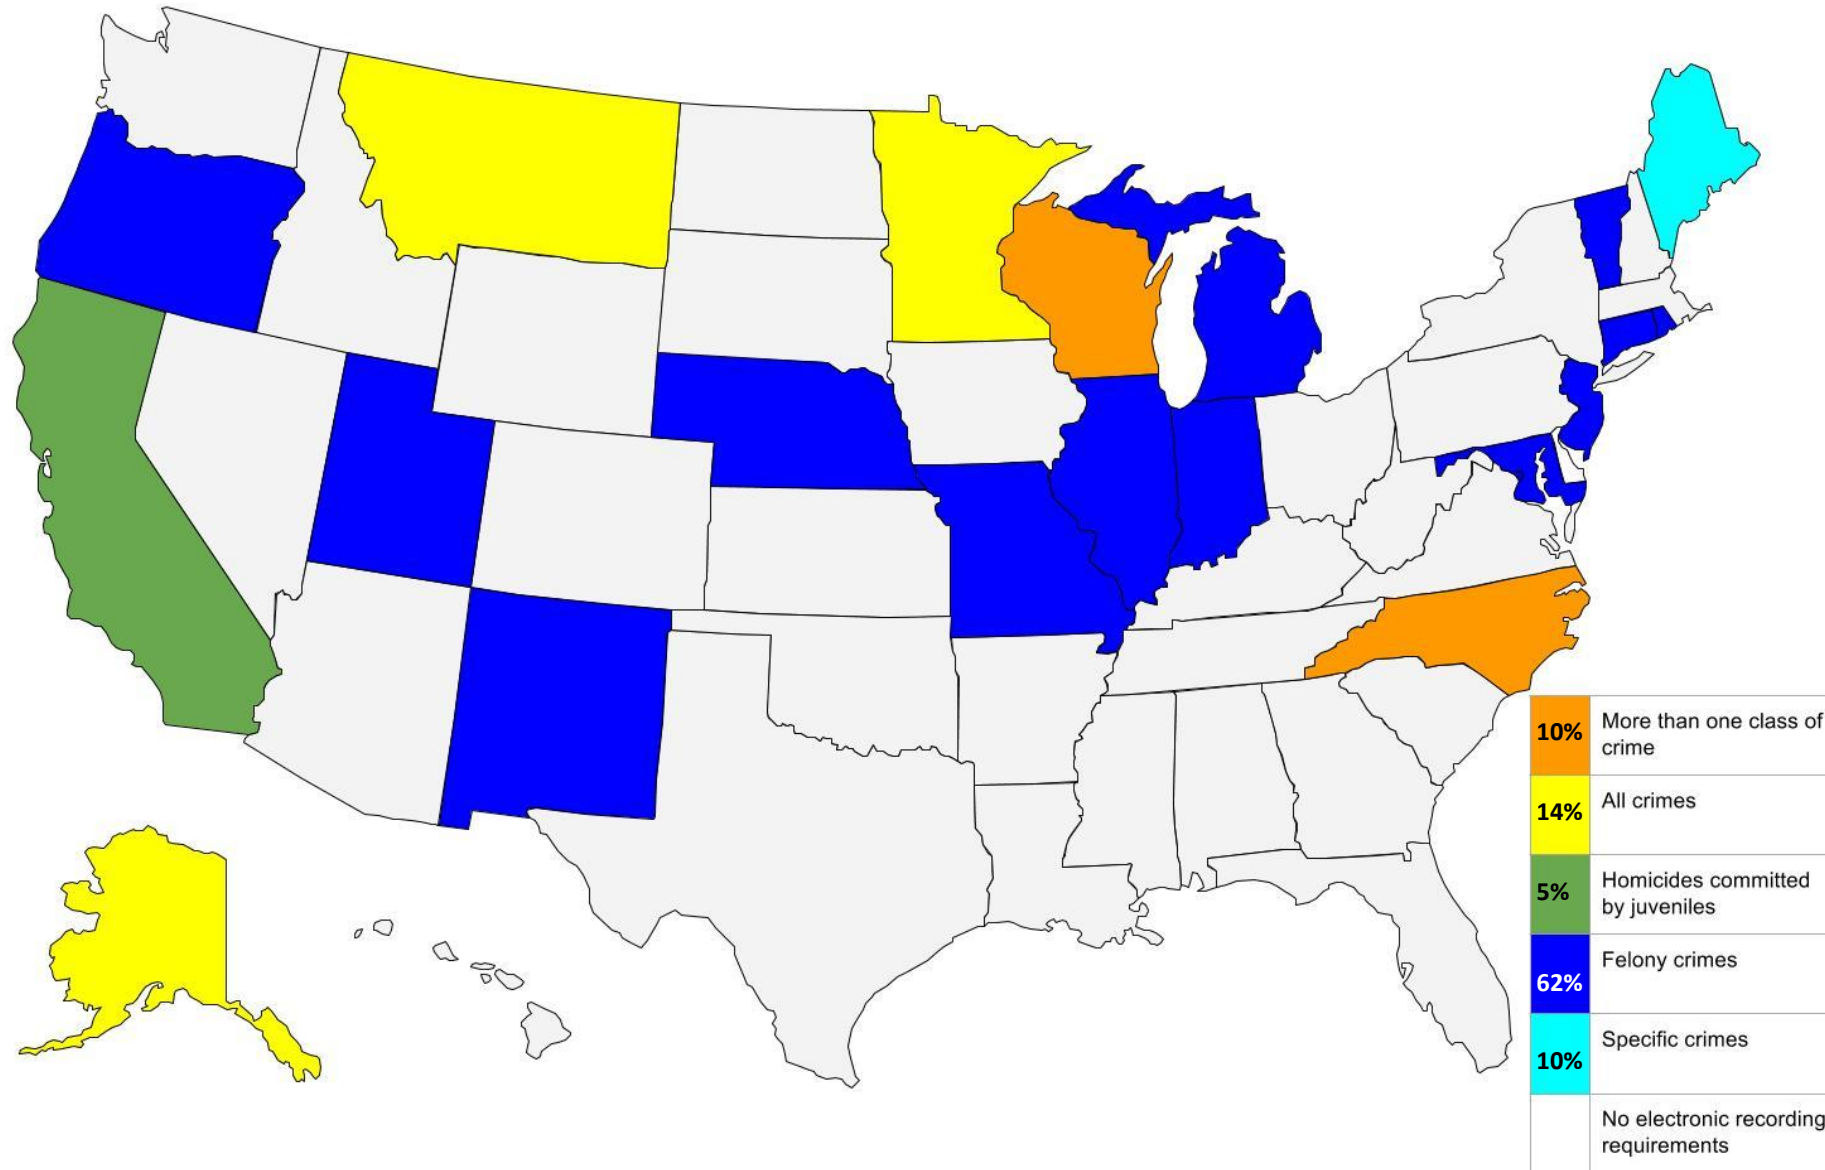 10%
More than one class of
crime
14%
All crimes
5%
Homicides committed
by juveniles
62%
Felony crimes
10%
Specific crimes
No electronic recording
requirements